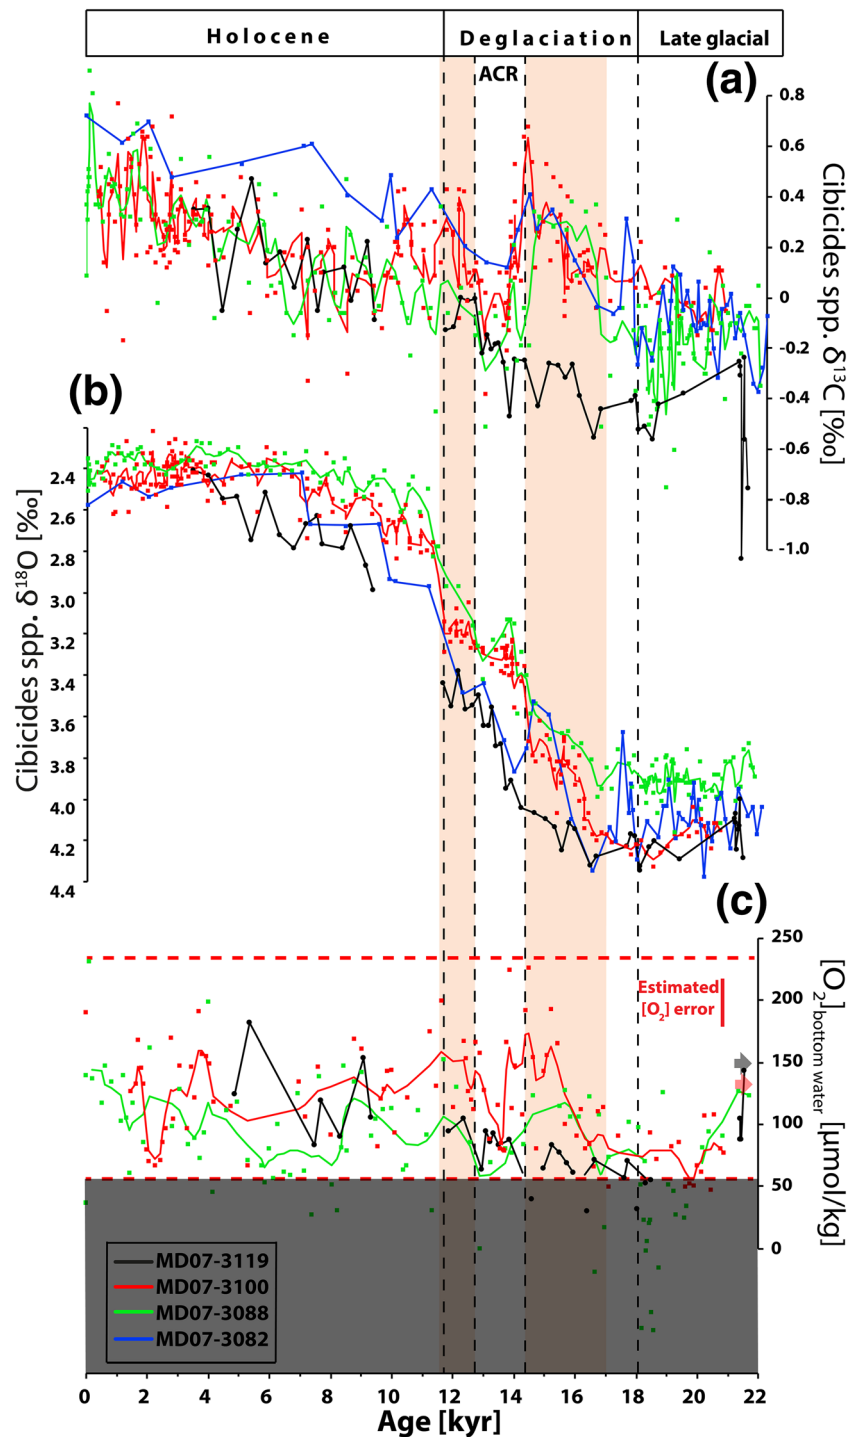 Holocene
Deglaciation
Late glacial
ACR
(a)
0.8
0.6
0.4
0.2
0
-0.2
-0.4
-0.6
-0.8
-1.0
Cibicides spp. δ13C [‰]
(b)
2.4
2.6
2.8
3.0
3.2
3.4
3.6
3.8
4.0
4.2
4.4
Cibicides spp. δ18O [‰]
(c)
250
200
150
100
50
0
[O2]bottom water [μmol/kg]
Estimated
[O2] error
MD07-3119
MD07-3100
MD07-3088
MD07-3082
0 2 4 6 8 10 12 14 16 18 20 22
Age [kyr]